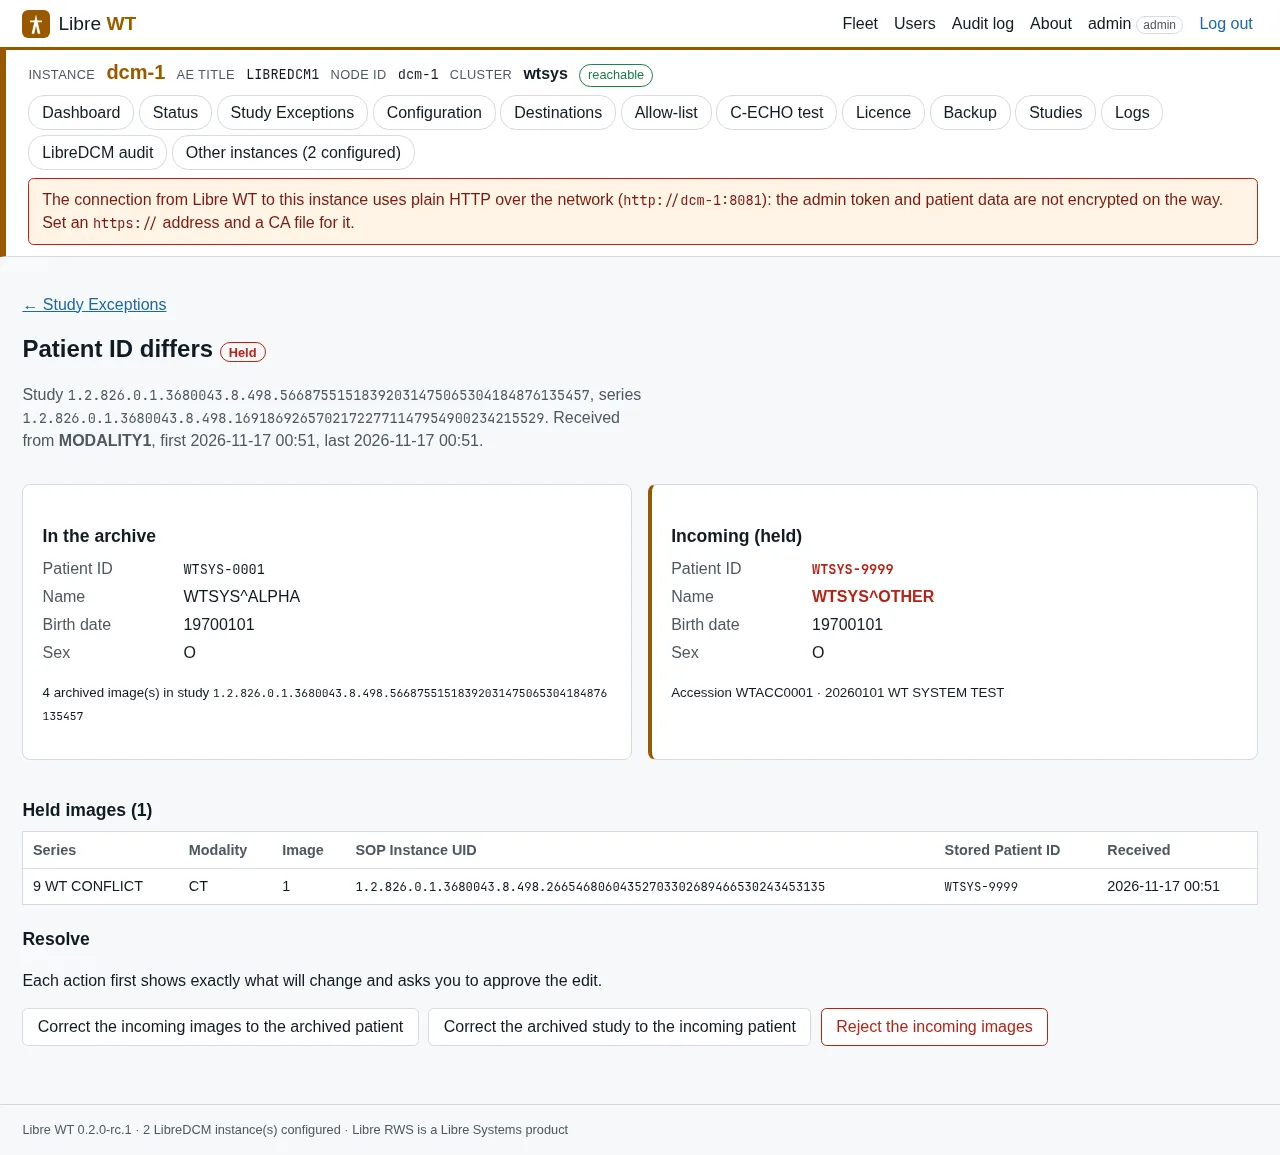 Libre WT
Fleet Users Audit log About admin admin Log out
INSTANCE dcm-1 AE TITLE LIBREDCM1 NODE ID dcm-1 CLUSTER wtsys reachable
Dashboard Status Study Exceptions Configuration Destinations Allow-list C-ECHO test Licence Backup Studies Logs
LibreDCM audit Other instances (2 configured)
The connection from Libre WT to this instance uses plain HTTP over the network (http://dcm-1:8081): the admin token and patient data are not encrypted on the way.
Set an https:// address and a CA file for it.
← Study Exceptions
Patient ID differs Held
Study 1.2.826.0.1.3680043.8.498.56687551518392031475065304184876135457, series
1.2.826.0.1.3680043.8.498.16918692657021722771147954900234215529. Received
from MODALITY1, first 2026-11-17 00:51, last 2026-11-17 00:51.
In the archive
Patient ID WTSYS-0001
Name WTSYS^ALPHA
Birth date 19700101
Sex O
4 archived image(s) in study 1.2.826.0.1.3680043.8.498.56687551518392031475065304184876
135457
Incoming (held)
Patient ID WTSYS-9999
Name WTSYS^OTHER
Birth date 19700101
Sex O
Accession WTACC0001 · 20260101 WT SYSTEM TEST
Held images (1)
Series Modality Image SOP Instance UID Stored Patient ID Received
9 WT CONFLICT CT 1 1.2.826.0.1.3680043.8.498.26654680604352703302689466530243453135 WTSYS-9999 2026-11-17 00:51
Resolve
Each action first shows exactly what will change and asks you to approve the edit.
Correct the incoming images to the archived patient Correct the archived study to the incoming patient Reject the incoming images
Libre WT 0.2.0-rc.1 · 2 LibreDCM instance(s) configured · Libre RWS is a Libre Systems product